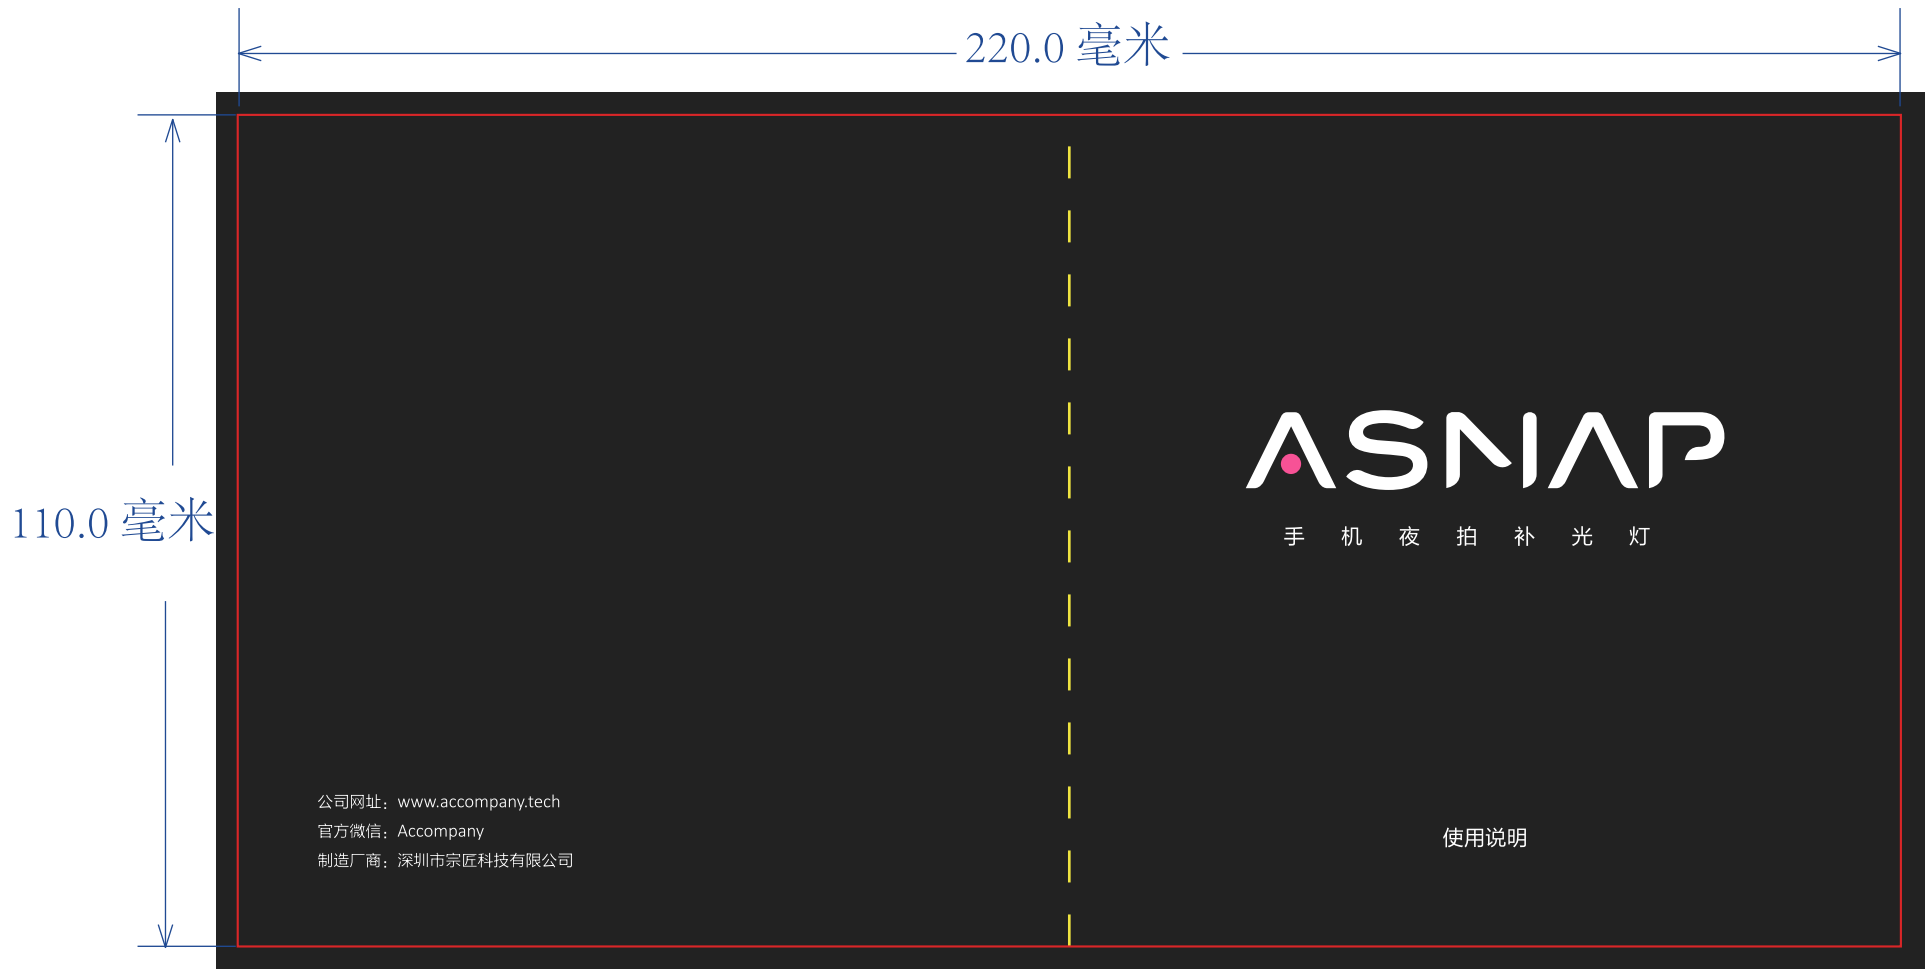 220.0 毫米
110.0 毫米
ASNAP
手机夜拍补光灯
公司网址：www.accompany.tech
官方微信：Accompany
制造厂商：深圳市宗匠科技有限公司
使用说明